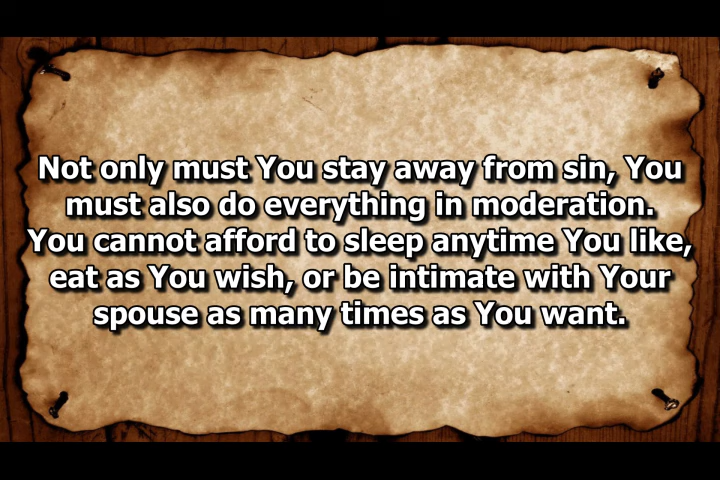 Not only must You stay away from sin, You
must also do everything in moderation.
You cannot afford to sleep anytime You like,
eat as You wish, or be intimate with Your
spouse as many times as You want.